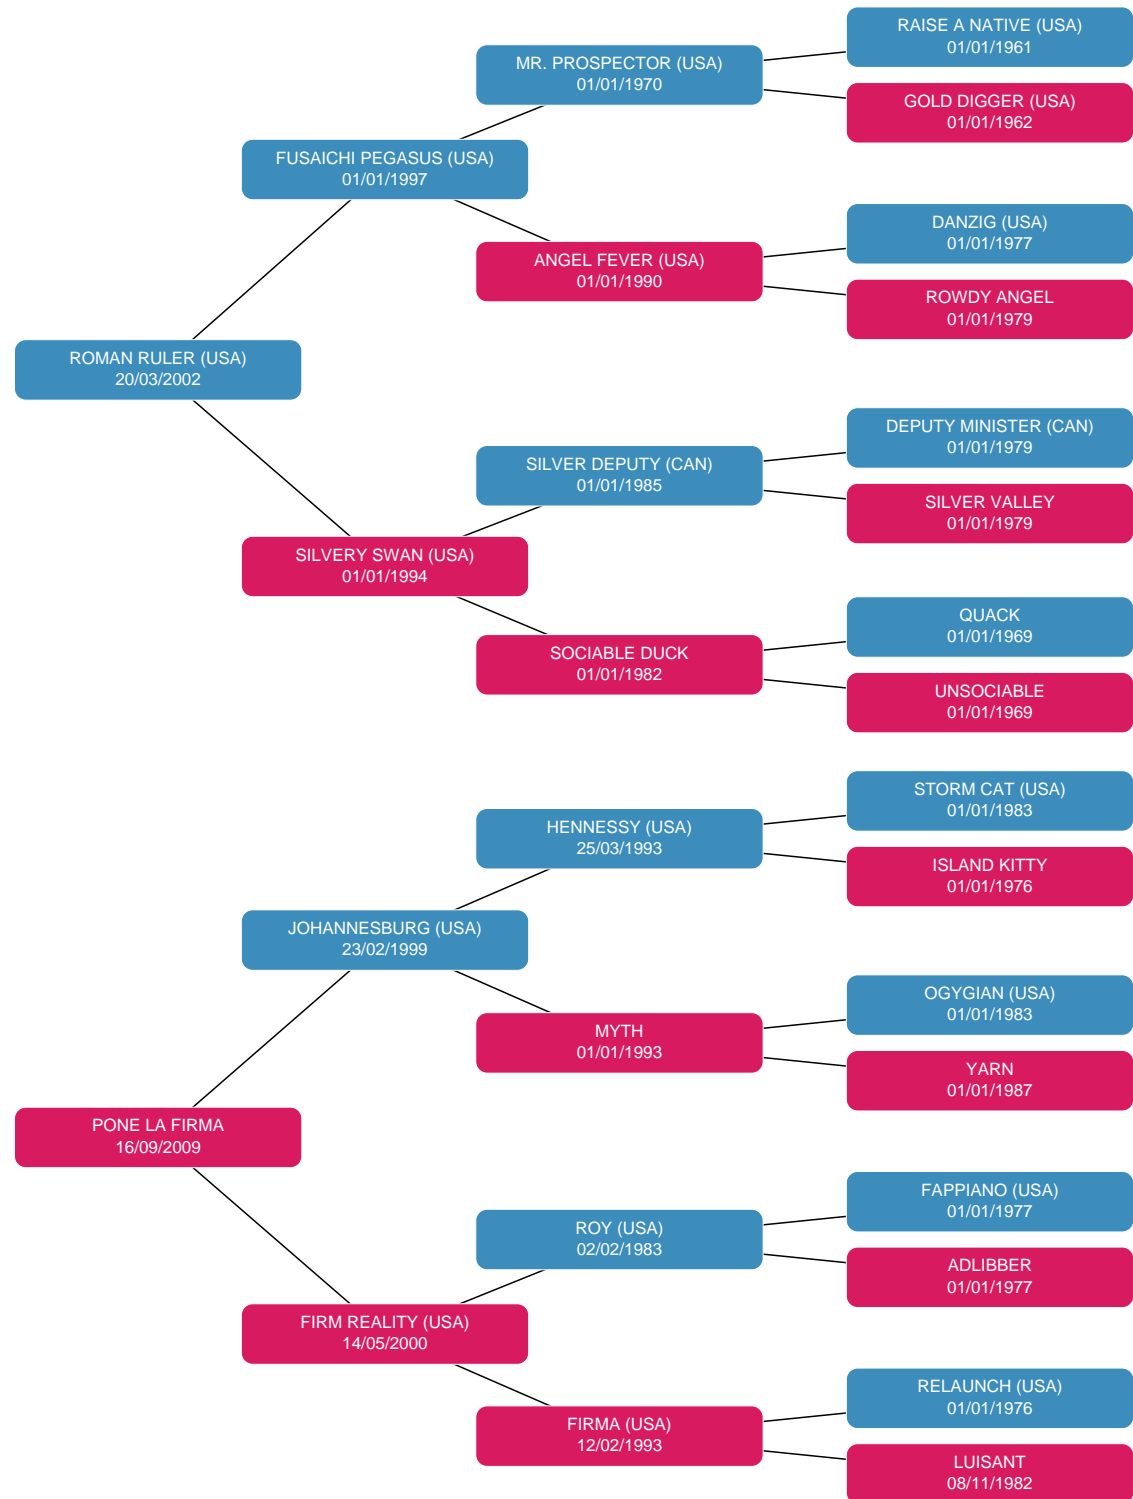 RAISE A NATIVE (USA)
01/01/1961
MR. PROSPECTOR (USA)
01/01/1970
GOLD DIGGER (USA)
01/01/1962
FUSAICHI PEGASUS (USA)
01/01/1997
DANZIG (USA)
01/01/1977
ANGEL FEVER (USA)
01/01/1990
ROWDY ANGEL
01/01/1979
ROMAN RULER (USA)
20/03/2002
DEPUTY MINISTER (CAN)
01/01/1979
SILVER DEPUTY (CAN)
01/01/1985
SILVER VALLEY
01/01/1979
SILVERY SWAN (USA)
01/01/1994
QUACK
01/01/1969
SOCIABLE DUCK
01/01/1982
UNSOCIABLE
01/01/1969
STORM CAT (USA)
01/01/1983
HENNESSY (USA)
25/03/1993
ISLAND KITTY
01/01/1976
JOHANNESBURG (USA)
23/02/1999
OGYGIAN (USA)
01/01/1983
MYTH
01/01/1993
YARN
01/01/1987
PONE LA FIRMA
16/09/2009
FAPPIANO (USA)
01/01/1977
ROY (USA)
02/02/1983
ADLIBBER
01/01/1977
FIRM REALITY (USA)
14/05/2000
RELAUNCH (USA)
01/01/1976
FIRMA (USA)
12/02/1993
LUISANT
08/11/1982